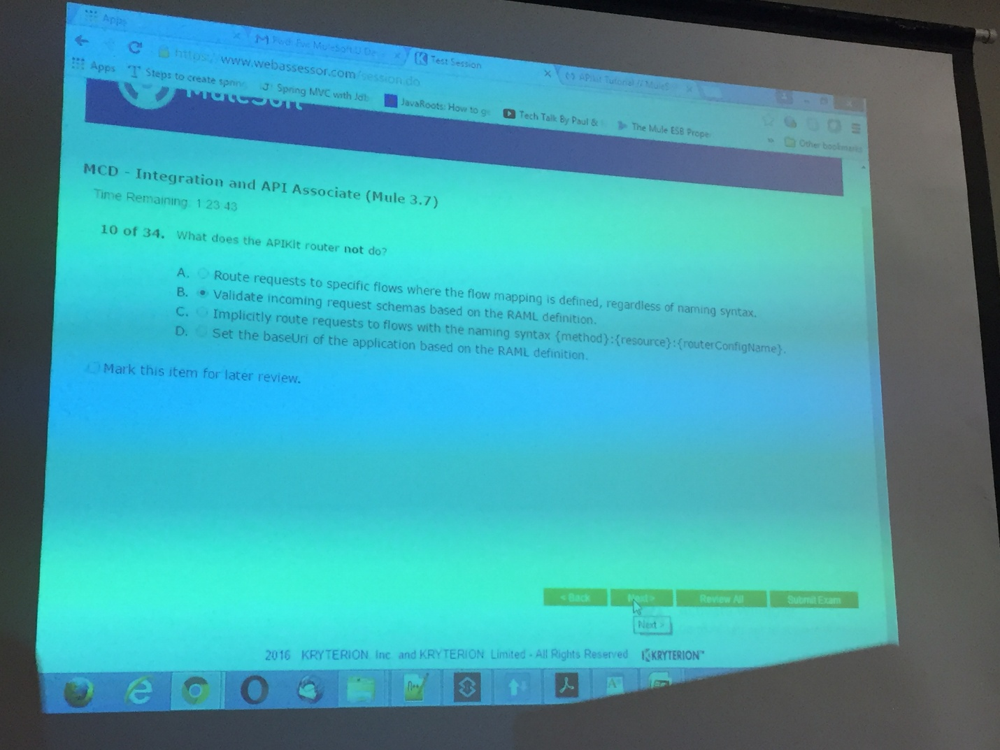 Apps
Test Session
https://www.webassessor.com/session.do
APIkit Tutorial // MuleS
Apps
Steps to create spring
Spring MVC with Jdb
JavaRoots: How to g
Tech Talk By Paul &
The Mule ESB Prope
Other bookmarks
MuleSoft
MCD - Integration and API Associate (Mule 3.7)
Time Remaining: 1:23:43
10 of 34. What does the APIKit router not do?
A. Route requests to specific flows where the flow mapping is defined, regardless of naming syntax.
B. Validate incoming request schemas based on the RAML definition.
C. Implicitly route requests to flows with the naming syntax {method}:{resource}:{routerConfigName}.
D. Set the baseUri of the application based on the RAML definition.
Mark this item for later review.
< Back
Next >
Review All
Submit Exam
Next >
2016 KRYTERION, Inc. and KRYTERION, Limited - All Rights Reserved KRYTERION™